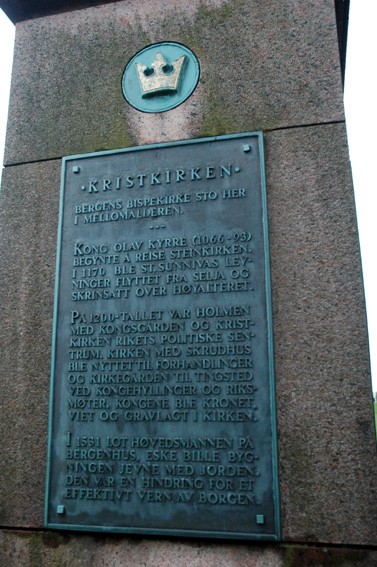 · KRISTKIRKEN ·
BERGENS BISPEKIRKE STO HER
I MELLOMALDEREN.
KONG OLAV KYRRE (1066-93)
BEGYNTE Å REISE STEINKIRKEN.
I 1170 BLE ST. SUNNIVAS LEV-
NINGER FLYTTET FRA SELJA OG
SKRINSATT OVER HØYALTERET.
PÅ 1200-TALLET VAR HOLMEN
MED KONGSGÅRDEN OG KRIST-
KIRKEN RIKETS POLITISKE SEN-
TRUM. KIRKEN MED SKRUDHUS
BLE NYTTET TIL FORHANDLINGER
OG KIRKEGÅRDEN TIL TINGSTED
VED KONGEHYLLINGER OG RIKS-
MØTER. KONGENE BLE KRONET
VIET OG GRAVLAGT I KIRKEN.
I 1531 LOT HØVEDSMANNEN PÅ
BERGENHUS, ESKE BILLE BYG-
NINGEN JEVNE MED JORDEN.
DEN VAR EN HINDRING FOR ET
EFFEKTIVT VERN AV BORGEN.